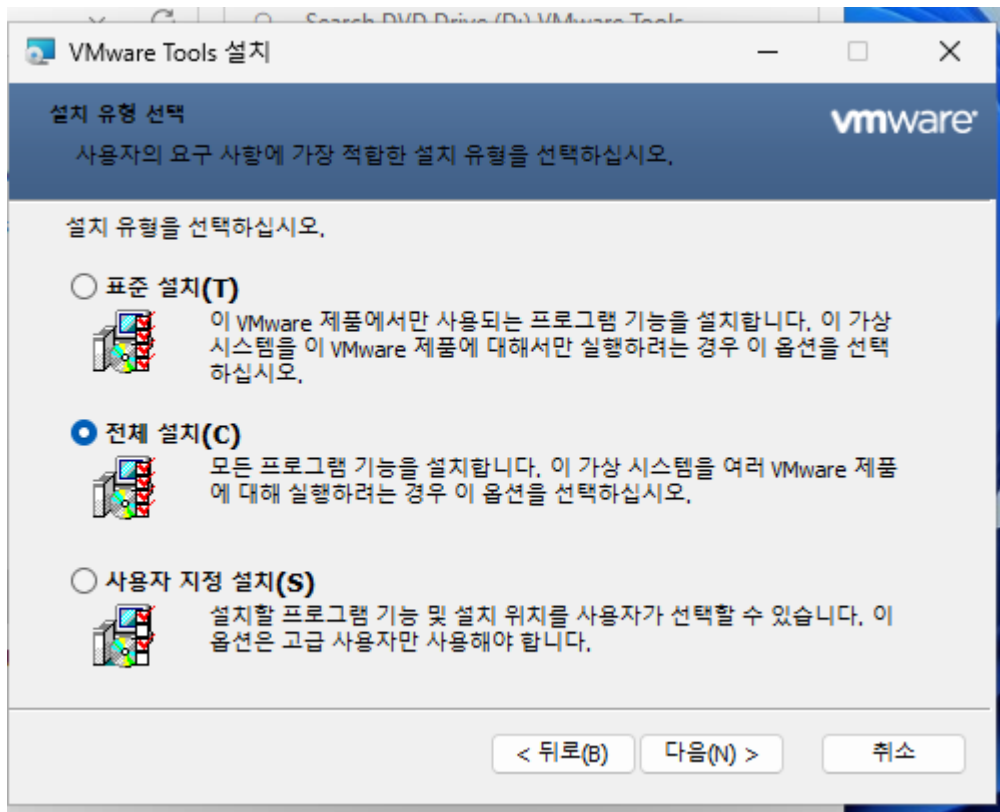 Search DVD Drive (D:) VMware Tools
VMware Tools 설치
설치 유형 선택
vmware
사용자의 요구 사항에 가장 적합한 설치 유형을 선택하십시오.
설치 유형을 선택하십시오.
표준 설치(T)
이 VMware 제품에서만 사용되는 프로그램 기능을 설치합니다. 이 가상
시스템을 이 VMware 제품에 대해서만 실행하려는 경우 이 옵션을 선택
하십시오.
전체 설치(C)
모든 프로그램 기능을 설치합니다. 이 가상 시스템을 여러 VMware 제품
에 대해 실행하려는 경우 이 옵션을 선택하십시오.
사용자 지정 설치(S)
설치할 프로그램 기능 및 설치 위치를 사용자가 선택할 수 있습니다. 이
옵션은 고급 사용자만 사용해야 합니다.
< 뒤로(B) 다음(N) > 취소